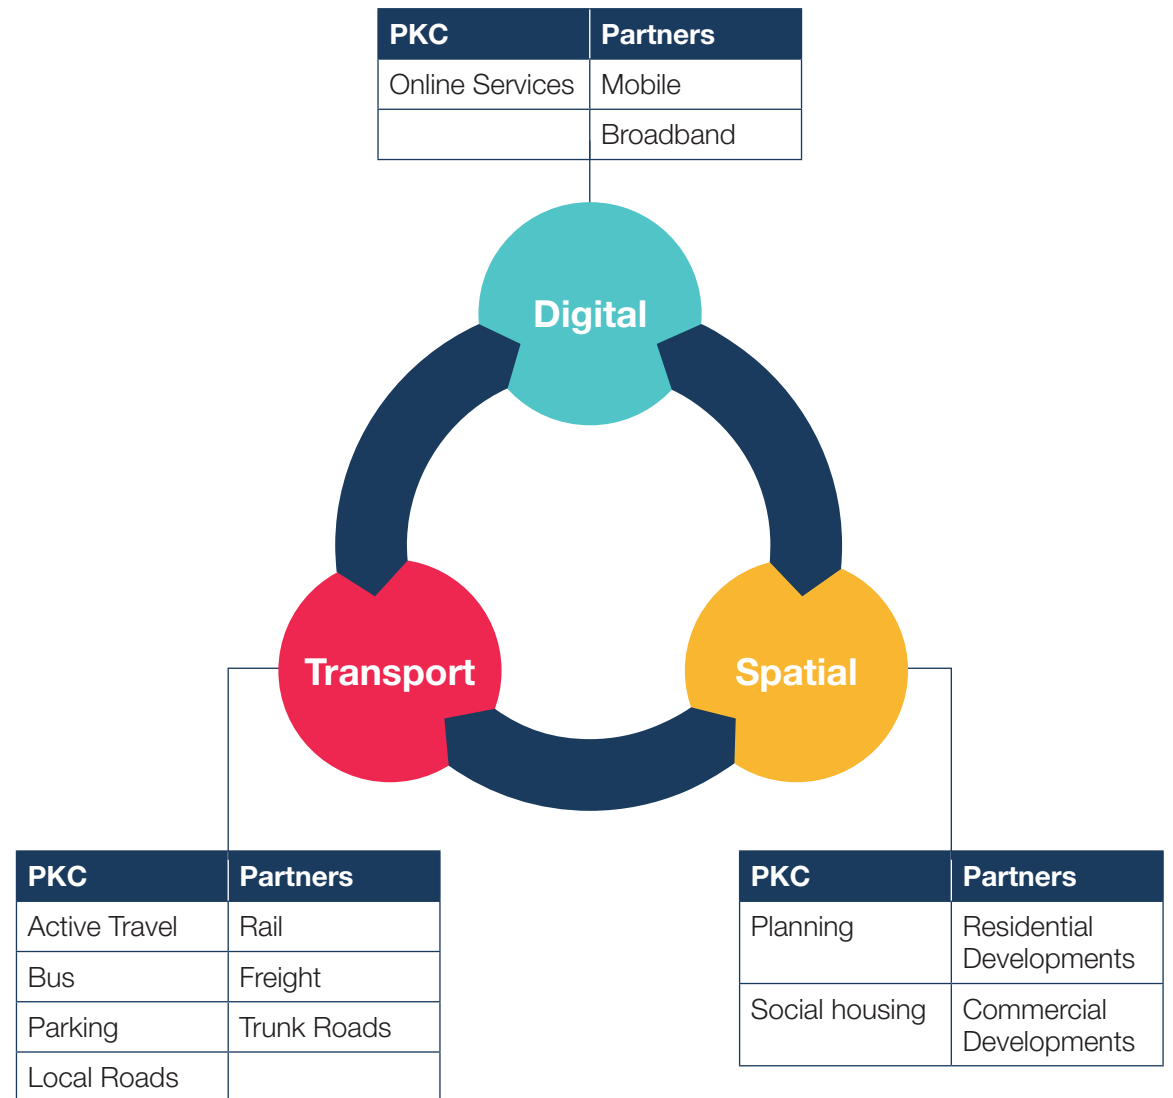 PKC Partners
Online Services Mobile
Broadband
Digital
Transport
Spatial
PKC Partners
Active Travel Rail
Bus Freight
Parking Trunk Roads
Local Roads
PKC Partners
Planning Residential
Developments
Social housing Commercial
Developments